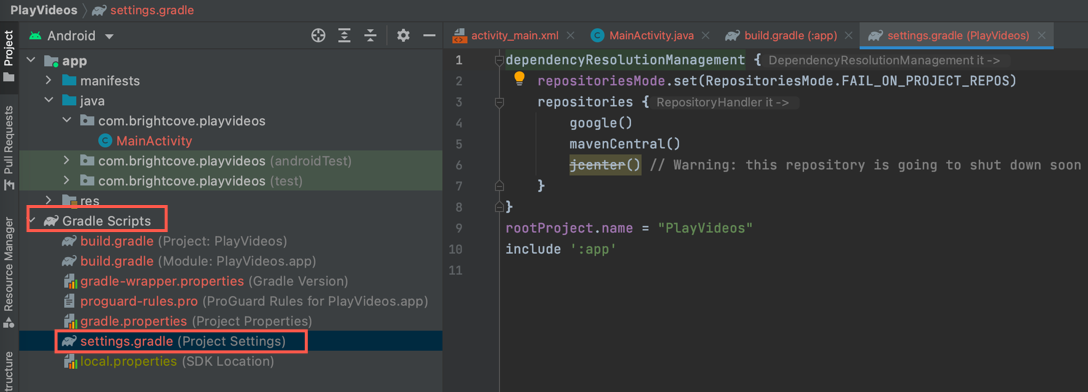 PlayVideos settings.gradle
Project
Pull Requests
Resource Manager
tructure
Android
app
manifests
java
com.brightcove.playvideos
MainActivity
com.brightcove.playvideos (androidTest)
com.brightcove.playvideos (test)
res
Gradle Scripts
build.gradle (Project: PlayVideos)
build.gradle (Module: PlayVideos.app)
gradle-wrapper.properties (Gradle Version)
proguard-rules.pro (ProGuard Rules for PlayVideos.app)
gradle.properties (Project Properties)
settings.gradle (Project Settings)
local.properties (SDK Location)
activity_main.xml MainActivity.java build.gradle (:app) settings.gradle (PlayVideos)
1 dependencyResolutionManagement { DependencyResolutionManagement it ->
2 repositoriesMode.set(RepositoriesMode.FAIL_ON_PROJECT_REPOS)
3 repositories { RepositoryHandler it ->
4 google()
5 mavenCentral()
6 jcenter() // Warning: this repository is going to shut down soon
7 }
8 }
9 rootProject.name = "PlayVideos"
10 include ':app'
11